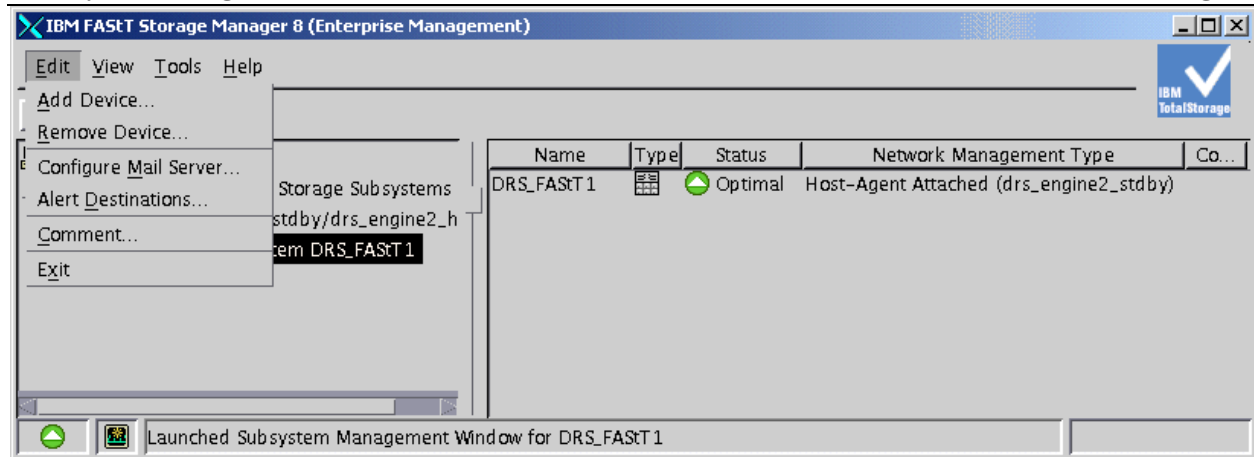 IBM FAStT Storage Manager 8 (Enterprise Management)
Edit View Tools Help
IBM
TotalStorage
Add Device...
Remove Device...
Configure Mail Server...
Alert Destinations...
Comment...
Exit
Storage Subsystems
stdby/drs_engine2_h
tem DRS_FAStT1
Name Type Status Network Management Type Co...
DRS_FAStT1 Optimal Host-Agent Attached (drs_engine2_stdby)
Launched Subsystem Management Window for DRS_FAStT1